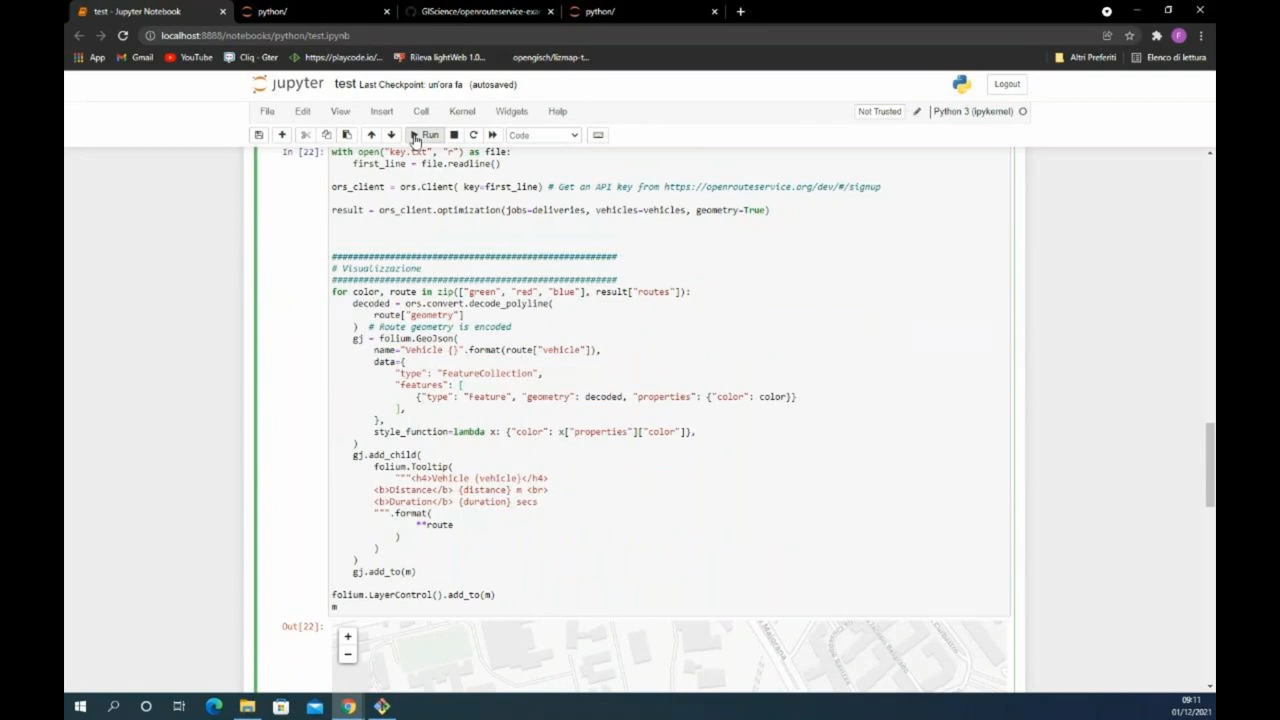 test - Jupyter Notebook
python/
GIScience/openrouteservice-exa
python/
localhost:8888/notebooks/python/test.ipynb
App
Gmail
YouTube
Cliq - Gter
https://playcode.io/...
Rileva lightWeb 1.0...
opengisch/lizmap-t...
Altri Preferiti
Elenco di lettura
jupyter
test Last Checkpoint: un'ora fa (autosaved)
Logout
File Edit View Insert Cell Kernel Widgets Help
Not Trusted
Python 3 (ipykernel)
Run
Code
In [22]:
with open("key.txt", "r") as file:
    first_line = file.readline()
ors_client = ors.Client( key=first_line) # Get an API key from https://openrouteservice.org/dev/#/signup
result = ors_client.optimization(jobs=deliveries, vehicles=vehicles, geometry=True)
######################################################
# Visualizzazione
######################################################
for color, route in zip(["green", "red", "blue"], result["routes"]):
    decoded = ors.convert.decode_polyline(
        route["geometry"]
    )  # Route geometry is encoded
    gj = folium.GeoJson(
        name="Vehicle {}".format(route["vehicle"]),
        data={
            "type": "FeatureCollection",
            "features": [
                {"type": "Feature", "geometry": decoded, "properties": {"color": color}}
            ],
        },
        style_function=lambda x: {"color": x["properties"]["color"]},
    )
    gj.add_child(
        folium.Tooltip(
            """<h4>Vehicle {vehicle}</h4>
        <b>Distance</b> {distance} m <br>
        <b>Duration</b> {duration} secs
        """.format(
                **route
            )
        )
    )
    gj.add_to(m)
folium.LayerControl().add_to(m)
m
Out[22]:
+
−
09:11
01/12/2021